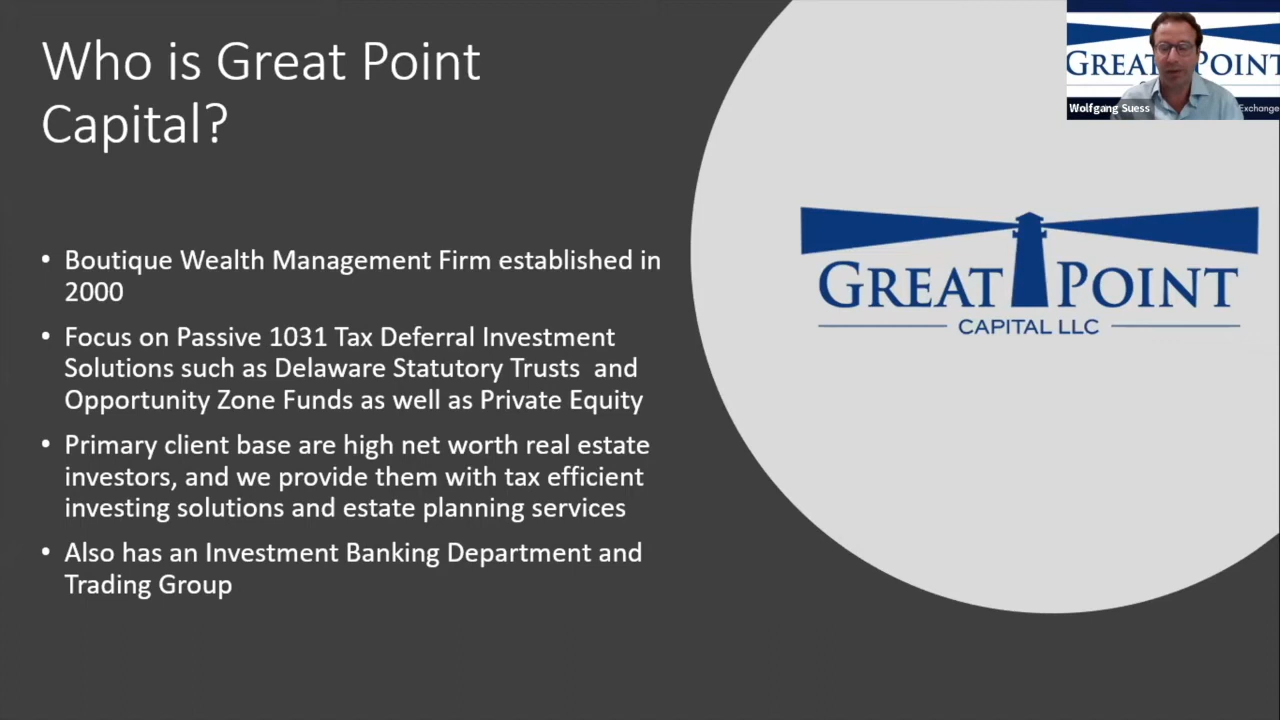 Who is Great Point
Capital?
• Boutique Wealth Management Firm established in
2000
• Focus on Passive 1031 Tax Deferral Investment
Solutions such as Delaware Statutory Trusts and
Opportunity Zone Funds as well as Private Equity
• Primary client base are high net worth real estate
investors, and we provide them with tax efficient
investing solutions and estate planning services
• Also has an Investment Banking Department and
Trading Group
GREAT POINT
CAPITAL LLC
GREAT POINT
Wolfgang Suess
Exchange